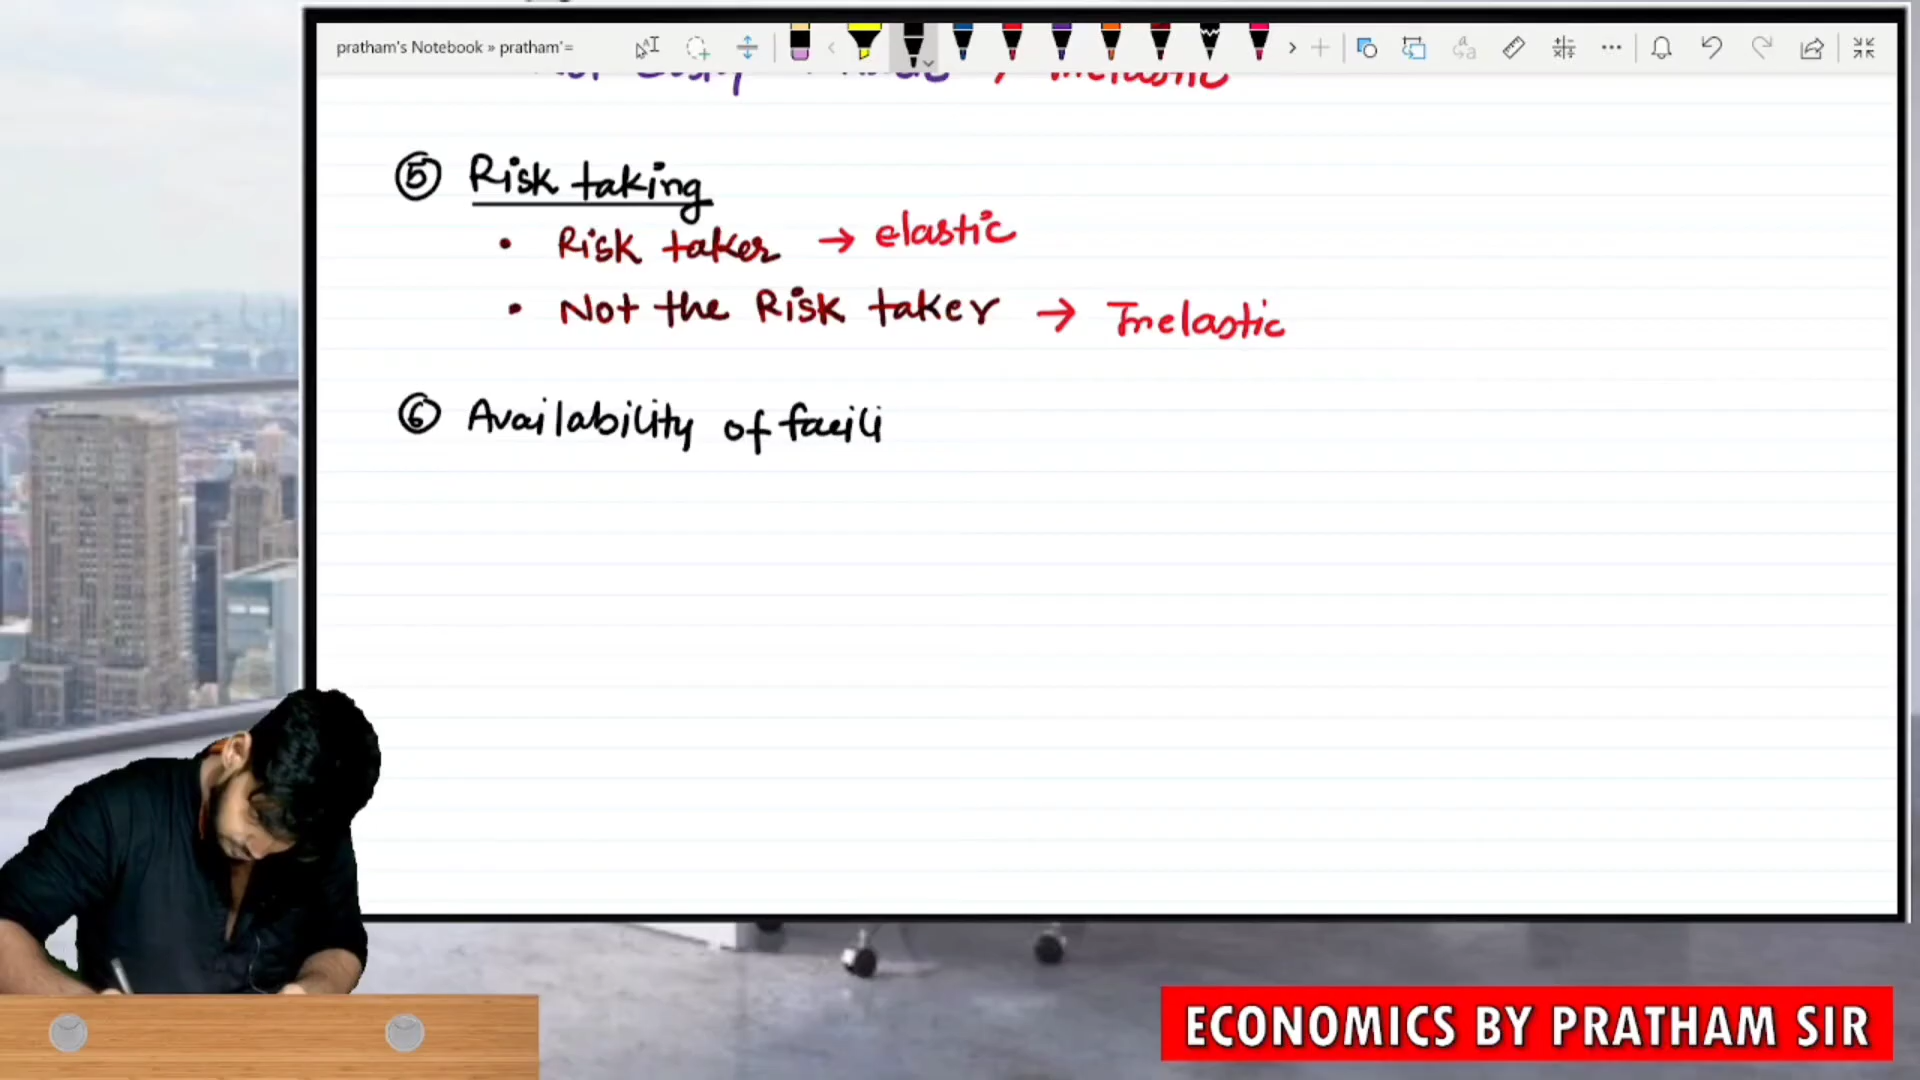 pratham's Notebook » pratham'=
→ Inelastic
⑤ Risk taking
• Risk taker → elastic
• Not the Risk taker → Inelastic
⑥ Availability of facili
ECONOMICS BY PRATHAM SIR